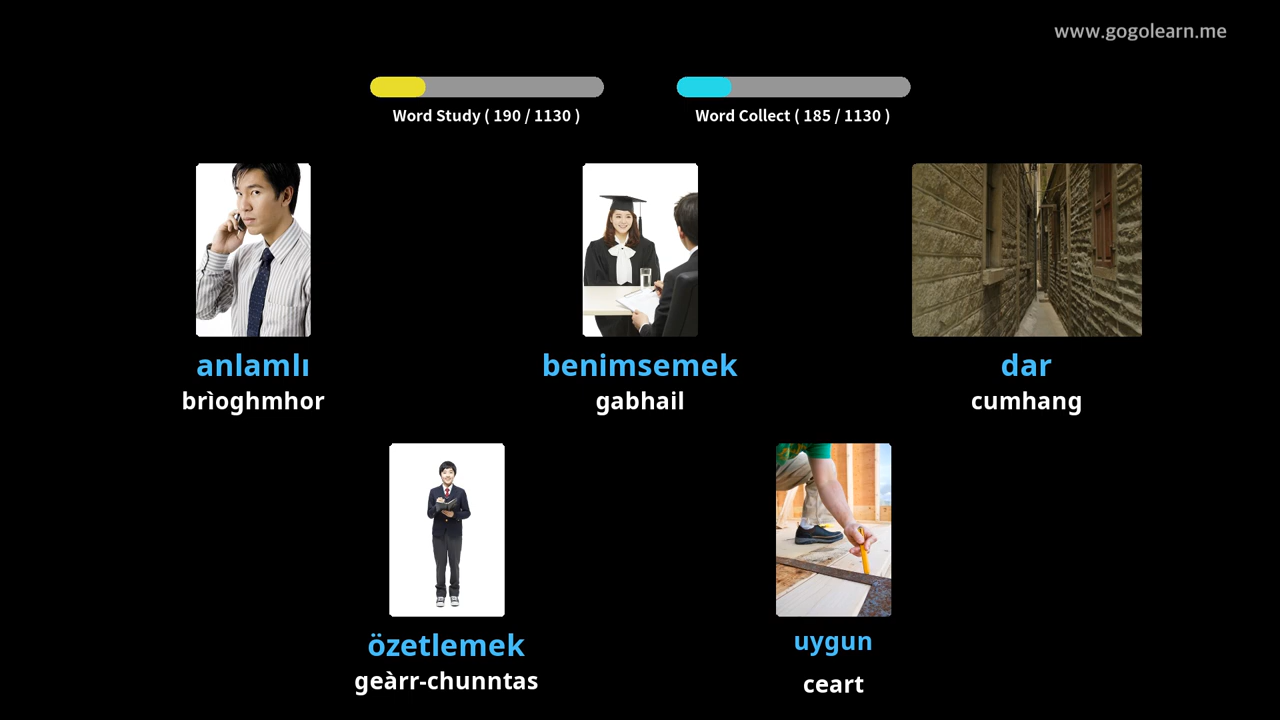 www.gogolearn.me
Word Study ( 190 / 1130 )
Word Collect ( 185 / 1130 )
anlamlı
brìoghmhor
benimsemek
gabhail
dar
cumhang
özetlemek
geàrr-chunntas
uygun
ceart